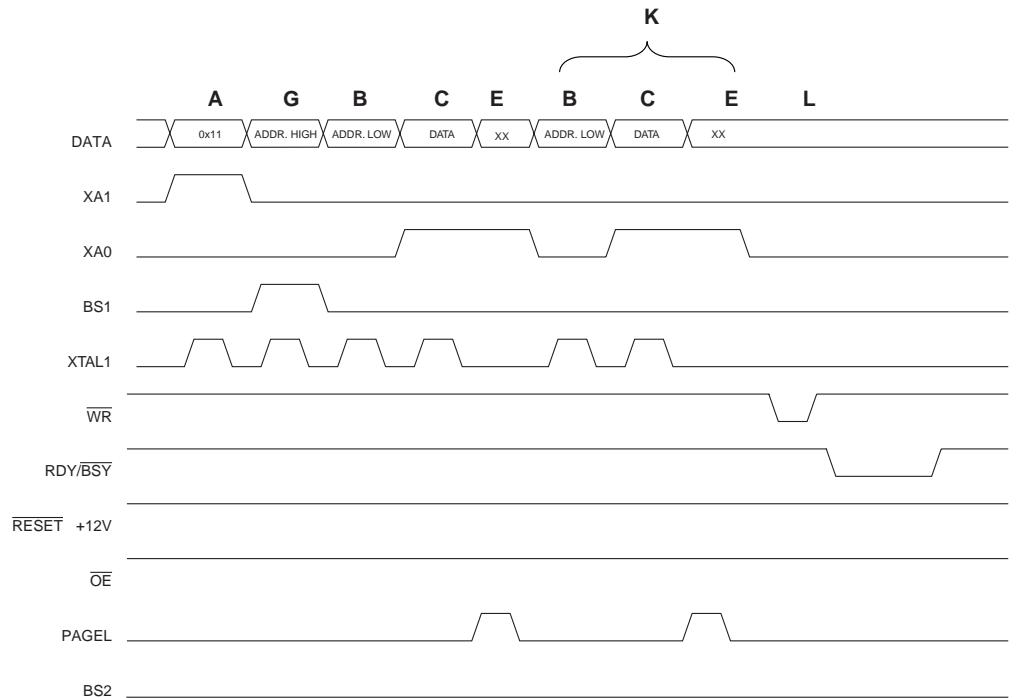 K
A G B C E B C E L
DATA 0x11 ADDR. HIGH ADDR. LOW DATA XX ADDR. LOW DATA XX
XA1
XA0
BS1
XTAL1
WR
RDY/BSY
RESET +12V
OE
PAGEL
BS2